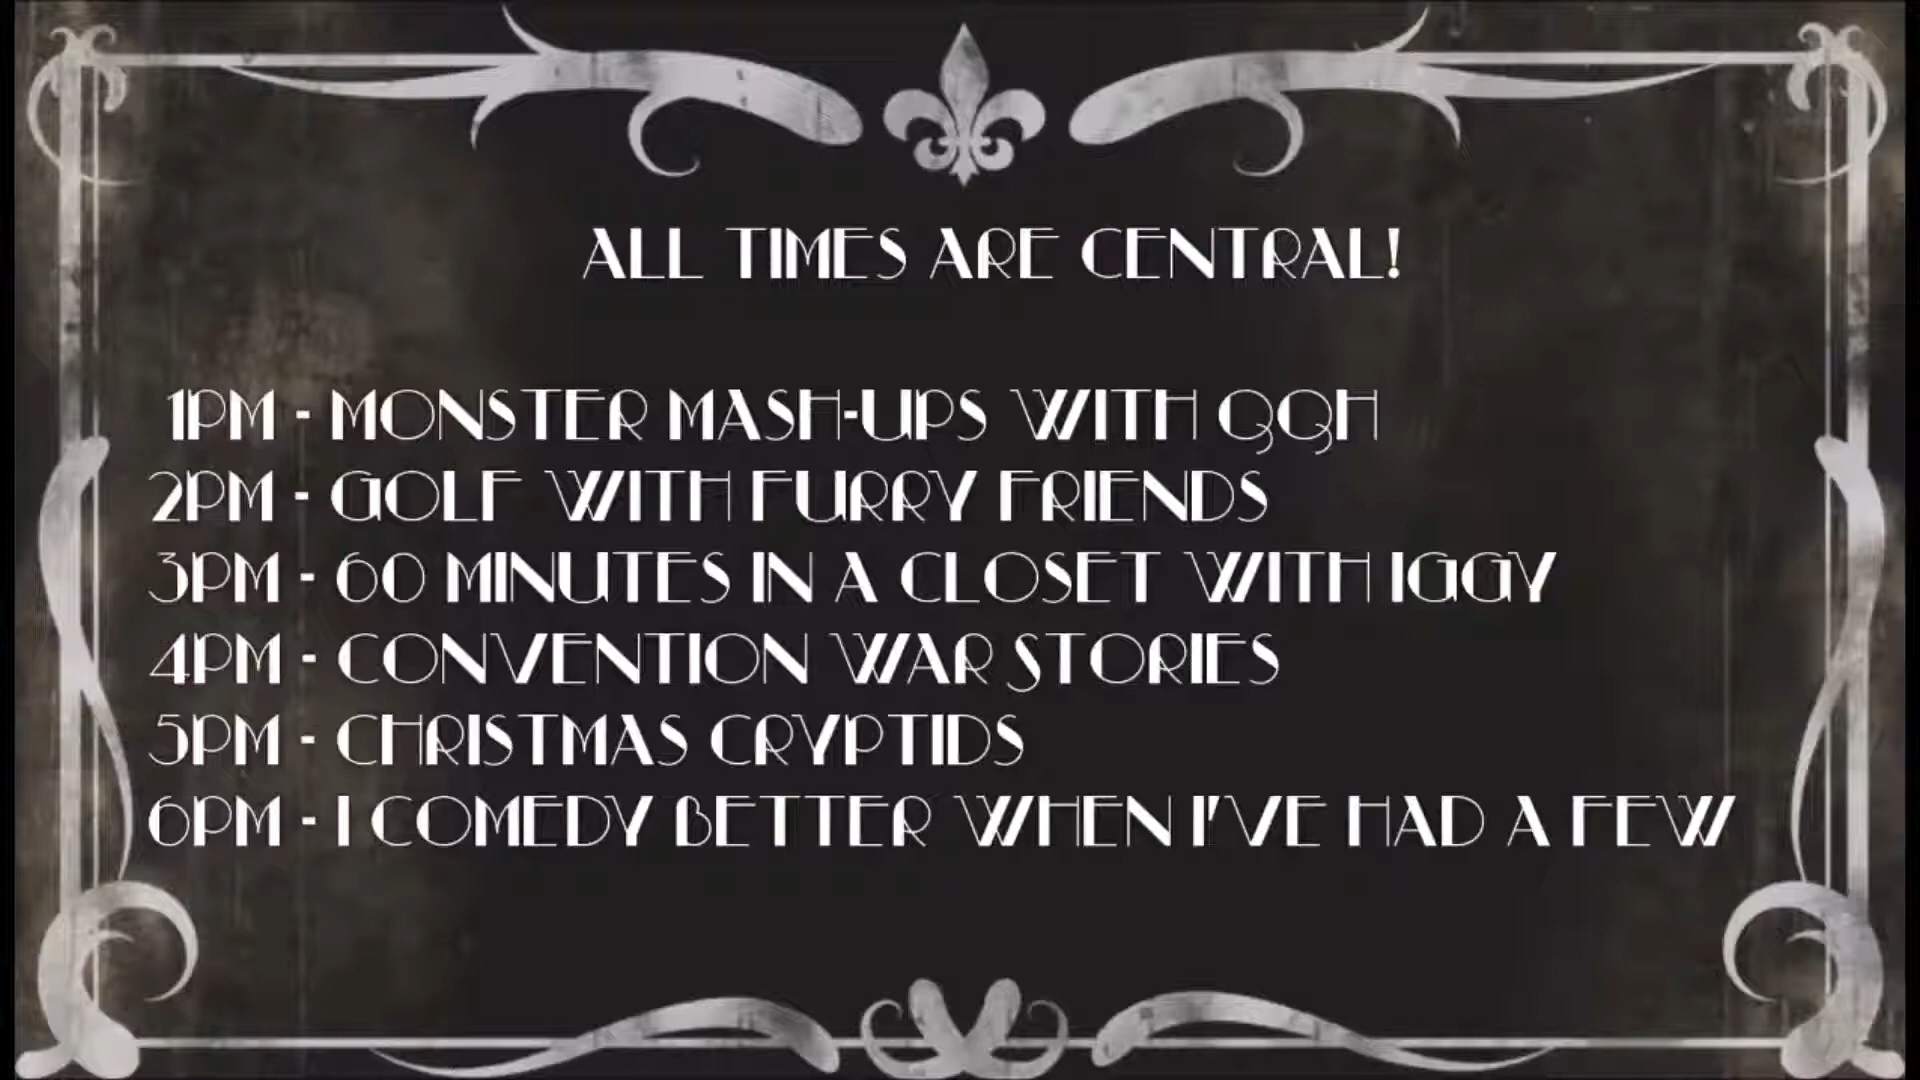 ALL TIMES ARE CENTRAL!
1PM - MONSTER MASH-UPS WITH QQH
2PM - GOLF WITH FURRY FRIENDS
3PM - 60 MINUTES IN A CLOSET WITH IGGY
4PM - CONVENTION WAR STORIES
5PM - CHRISTMAS CRYPTIDS
6PM - I COMEDY BETTER WHEN I'VE HAD A FEW